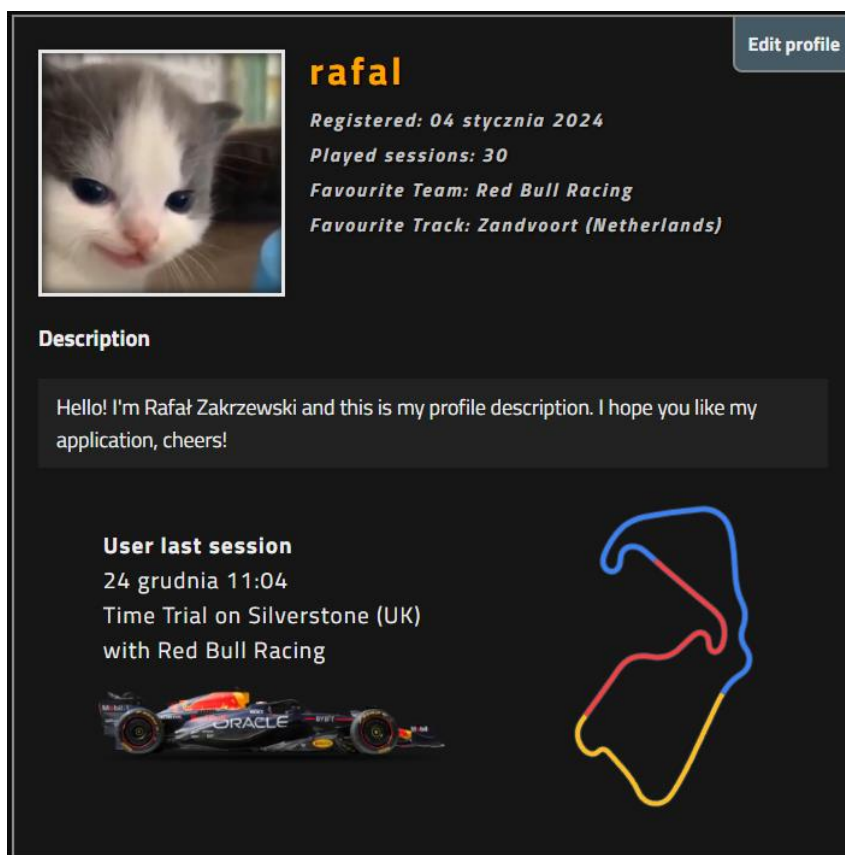 Edit profile
rafal
Registered: 04 stycznia 2024
Played sessions: 30
Favourite Team: Red Bull Racing
Favourite Track: Zandvoort (Netherlands)
Description
Hello! I'm Rafał Zakrzewski and this is my profile description. I hope you like my
application, cheers!
User last session
24 grudnia 11:04
Time Trial on Silverstone (UK)
with Red Bull Racing
ORACLE